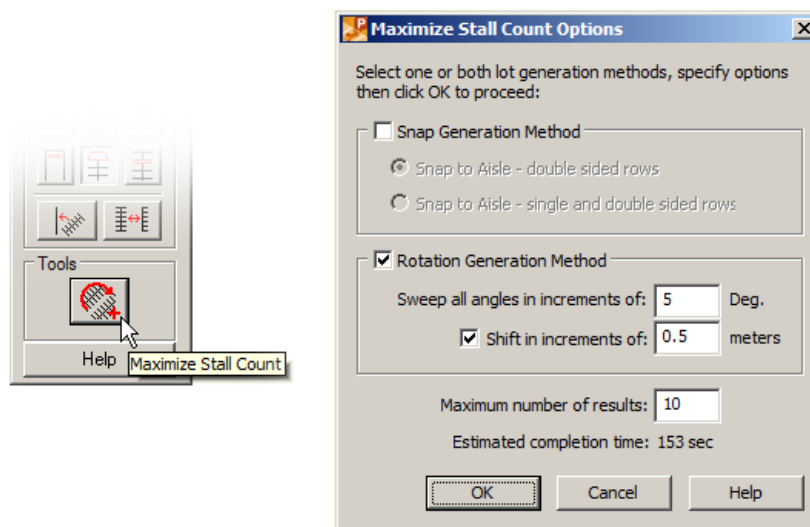 Tools
Help
Maximize Stall Count
Maximize Stall Count Options
Select one or both lot generation methods, specify options
then click OK to proceed:
Snap Generation Method
Snap to Aisle - double sided rows
Snap to Aisle - single and double sided rows
Rotation Generation Method
Sweep all angles in increments of: 5 Deg.
Shift in increments of: 0.5 meters
Maximum number of results: 10
Estimated completion time: 153 sec
OK Cancel Help